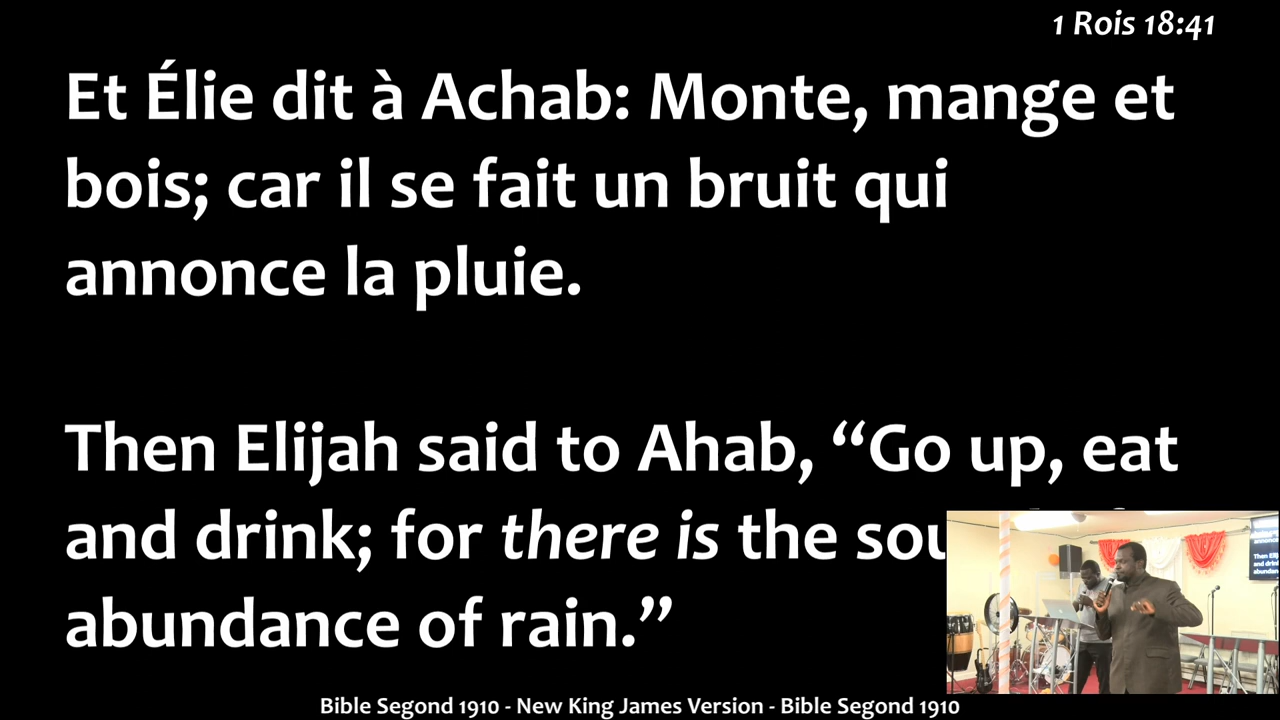 1 Rois 18:41
Et Élie dit à Achab: Monte, mange et
bois; car il se fait un bruit qui
annonce la pluie.
Then Elijah said to Ahab, “Go up, eat
and drink; for there is the
abundance of rain.”
Bible Segond 1910 - New King James Version - Bible Segond 1910